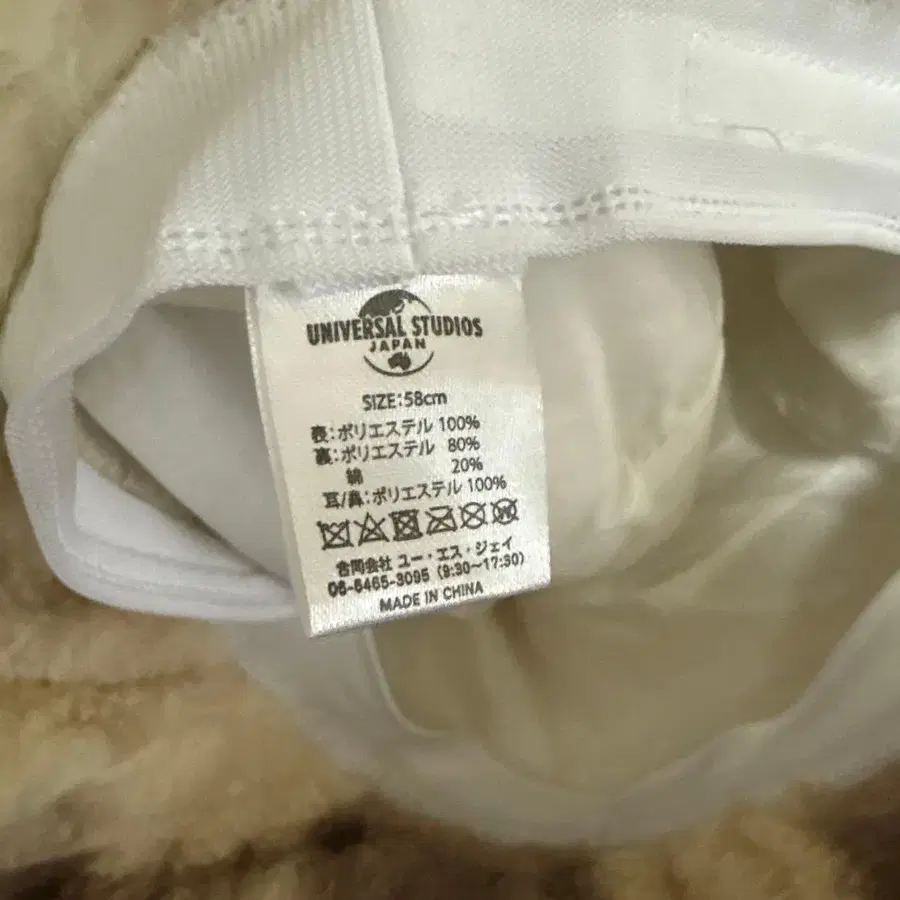 UNIVERSAL STUDIOS
JAPAN
SIZE:58cm
表:ポリエステル 100%
裏:ポリエステル 80%
綿 20%
耳/鼻:ポリエステル 100%
合同会社 ユー・エス・ジェイ
06-6465-3095 (9:30～17:30)
MADE IN CHINA